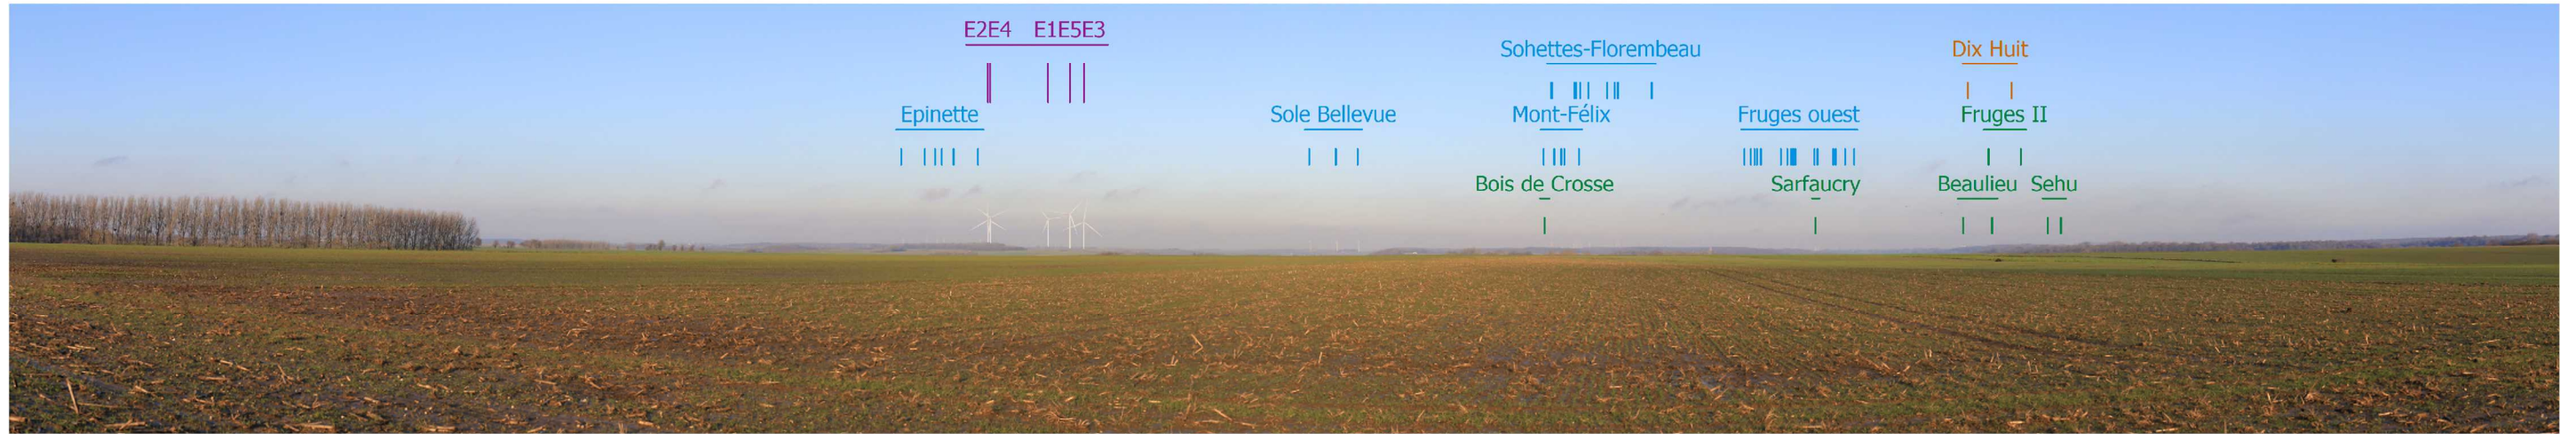 E2E4 E1E5E3
Sohettes-Florembeau
Dix Huit
Epinette
Sole Bellevue
Mont-Félix
Fruges ouest
Fruges II
Bois de Crosse
Sarfaucry
Beaulieu
Sehu